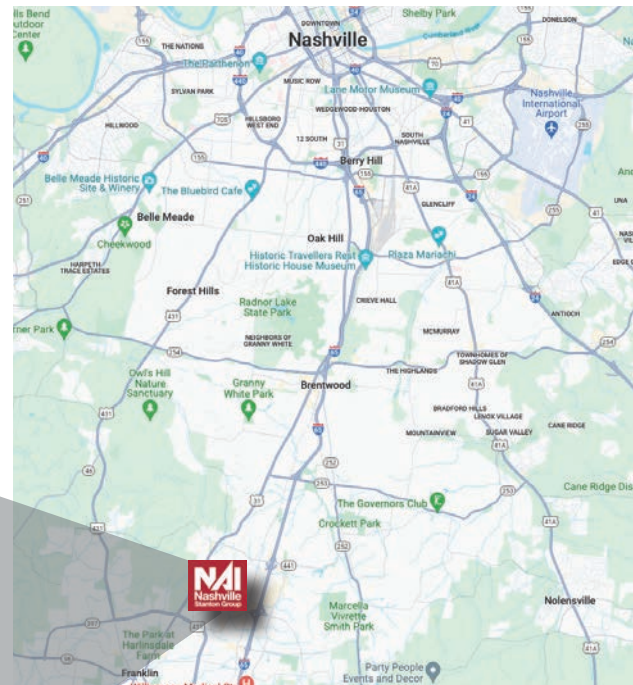 Shelby Park
DOWNTOWN
DONELSON
Cumberland River
Outdoor
Center
THE NATIONS
Nashville
The Parthenon
MUSIC ROW
Lane Motor Museum
Nashville
International
Airport
SYLVAN PARK
WEDGEWOOD-HOUSTON
HILLSBORO
WEST END
HILLWOOD
12 SOUTH
SOUTH
NASHVILLE
Berry Hill
Belle Meade Historic
Site & Winery
The Bluebird Cafe
GLENCLIFF
UNA
Belle Meade
Cheekwood
Oak Hill
Historic Travellers Rest
Historic House Museum
Plaza Mariachi
HARPETH
TRACE ESTATES
Forest Hills
Radnor Lake
State Park
CRIEVE HALL
ANTIOCH
MCMURRAY
NEIGHBORS OF
GRANNY WHITE
TOWNHOMES OF
SHADOW GLEN
THE HIGHLANDS
Owl's Hill
Nature
Sanctuary
Granny
White Park
Brentwood
BRADFORD HILLS
LENOX VILLAGE
MOUNTAINVIEW
SUGAR VALLEY
CANE RIDGE
Cane Ridge
The Governors Club
Crockett Park
NAI
Nashville
Stanton Group
Marcella
Vivrette
Smith Park
Nolensville
The Park at
Harlinsdale
Farm
Franklin
Party People
Events and Decor